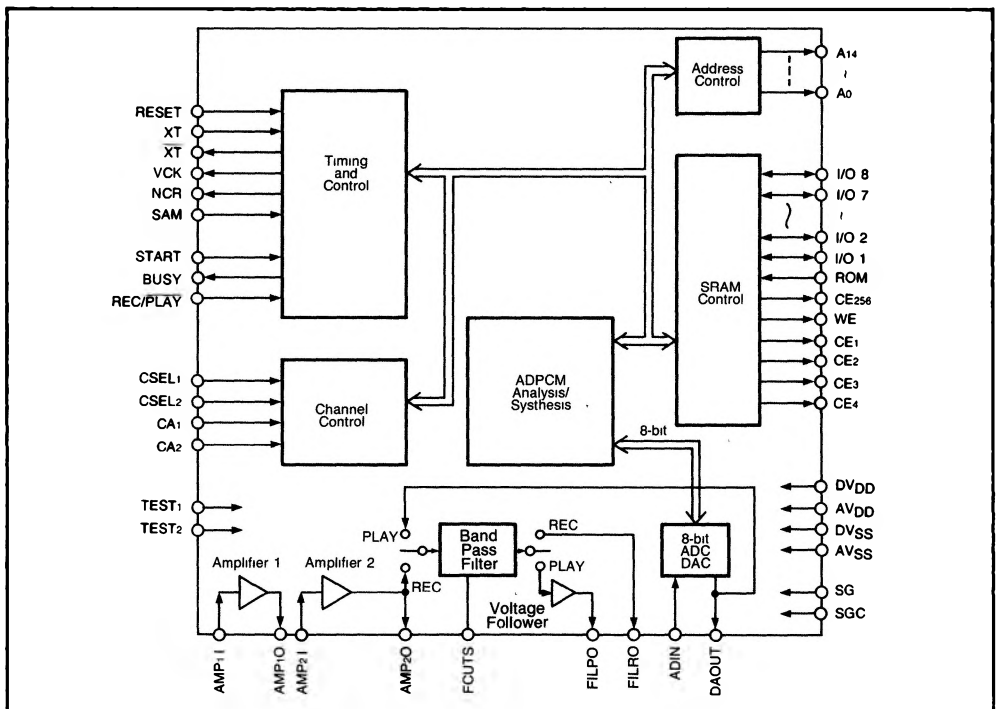 RESET
XT
XT
VCK
NCR
SAM
START
BUSY
REC/PLAY
CSEL1
CSEL2
CA1
CA2
TEST1
TEST2
Timing
and
Control
Channel
Control
Address
Control
SRAM
Control
ADPCM
Analysis/
Systhesis
8-bit
8-bit
ADC
DAC
A14
~
A0
I/O 8
I/O 7
~
I/O 2
I/O 1
ROM
CE256
WE
CE1
CE2
CE3
CE4
DVDD
AVDD
DVSS
AVSS
SG
SGC
Amplifier 1
Amplifier 2
PLAY
REC
Band
Pass
Filter
REC
PLAY
Voltage
Follower
AMP1I
AMP1O
AMP2I
AMP2O
FCUTS
FILPO
FILRO
ADIN
DAOUT